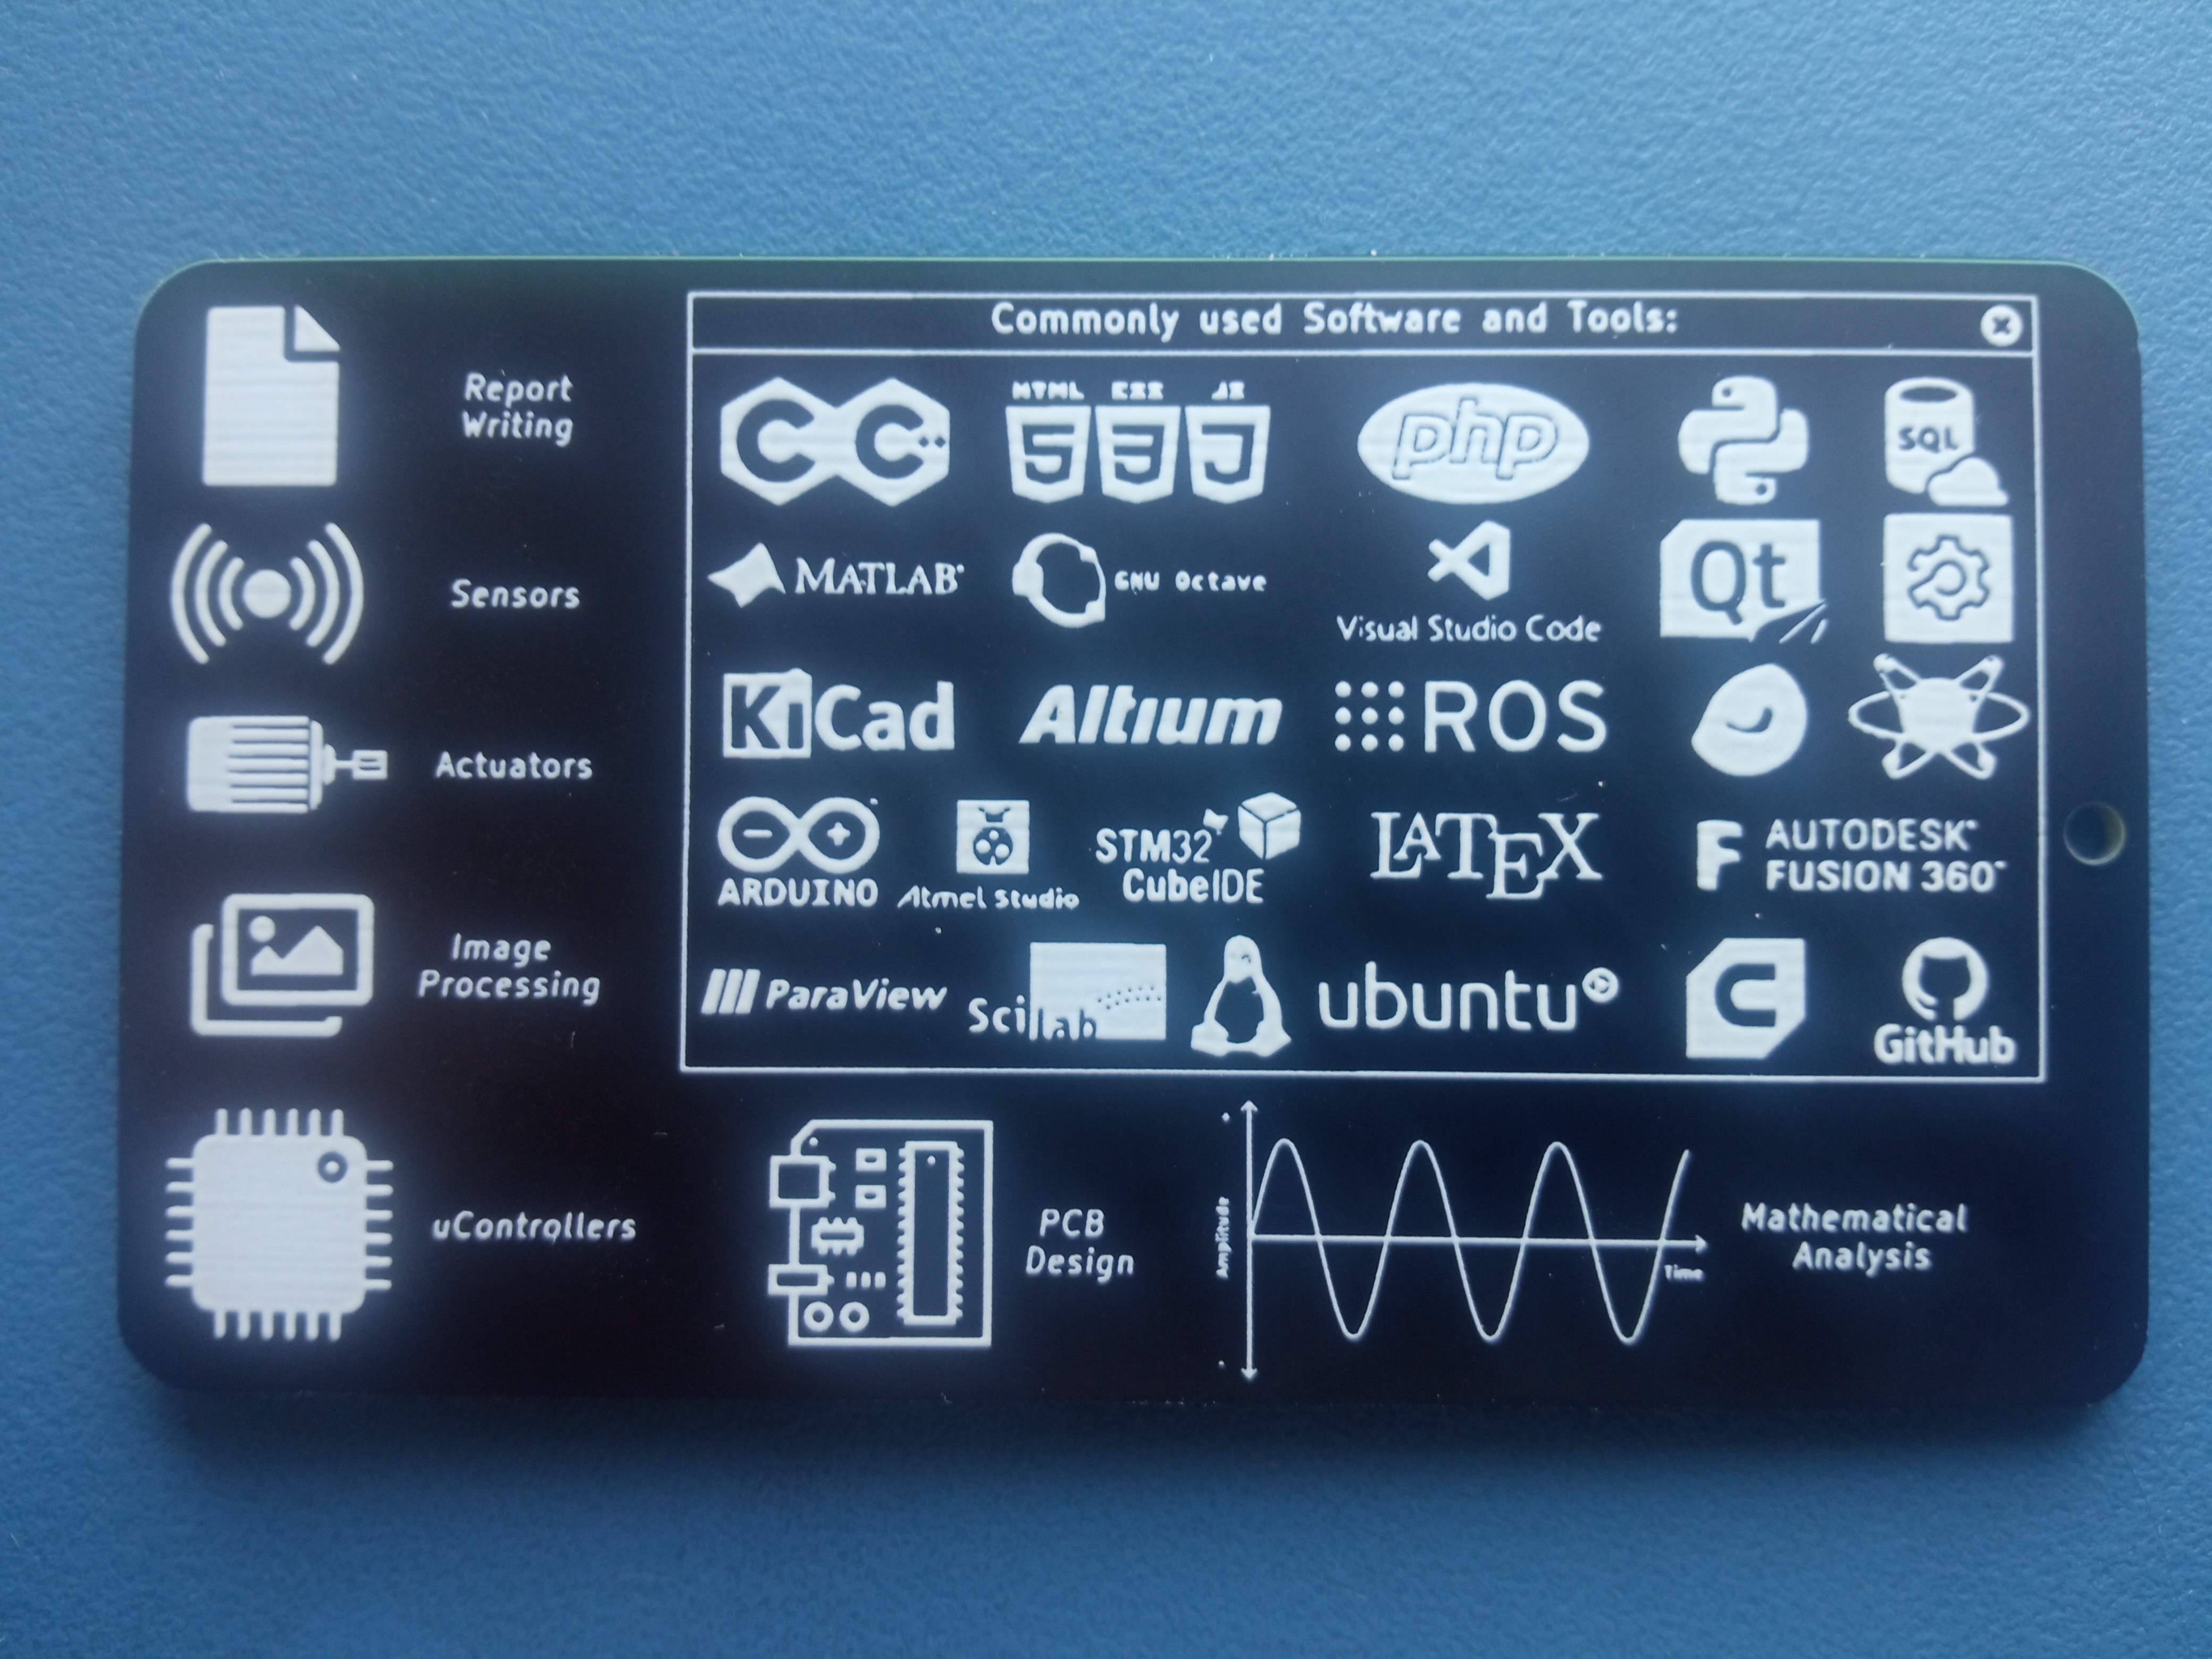 Commonly used Software and Tools:
Report
Writing
Sensors
Actuators
Image
Processing
uControllers
C C
HTML CSS JS
5 3 J
php
SQL
MATLAB
GNU Octave
Visual Studio Code
Qt
KiCad
Altium
ROS
ARDUINO
Atmel Studio
STM32
CubeIDE
LATEX
F AUTODESK
FUSION 360
ParaView
Scilab
ubuntu
C
GitHub
PCB
Design
Amplitude
Time
Mathematical
Analysis